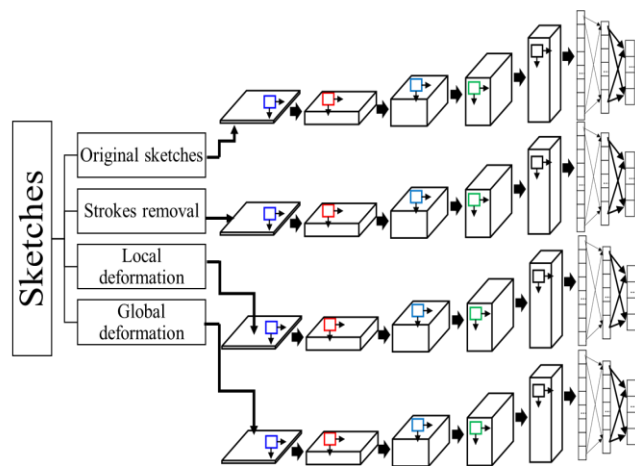 Sketches
Original sketches
Strokes removal
Local
deformation
Global
deformation